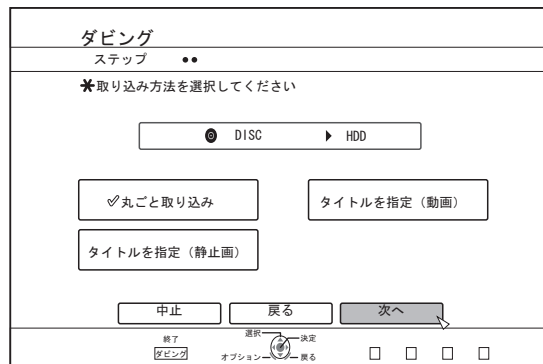 ダビング
ステップ
*取り込み方法を選択してください
DISC ▶ HDD
✓丸ごと取り込み
タイトルを指定（動画）
タイトルを指定（静止画）
中止 戻る 次へ
終了 選択 決定
ダビング オプション 戻る